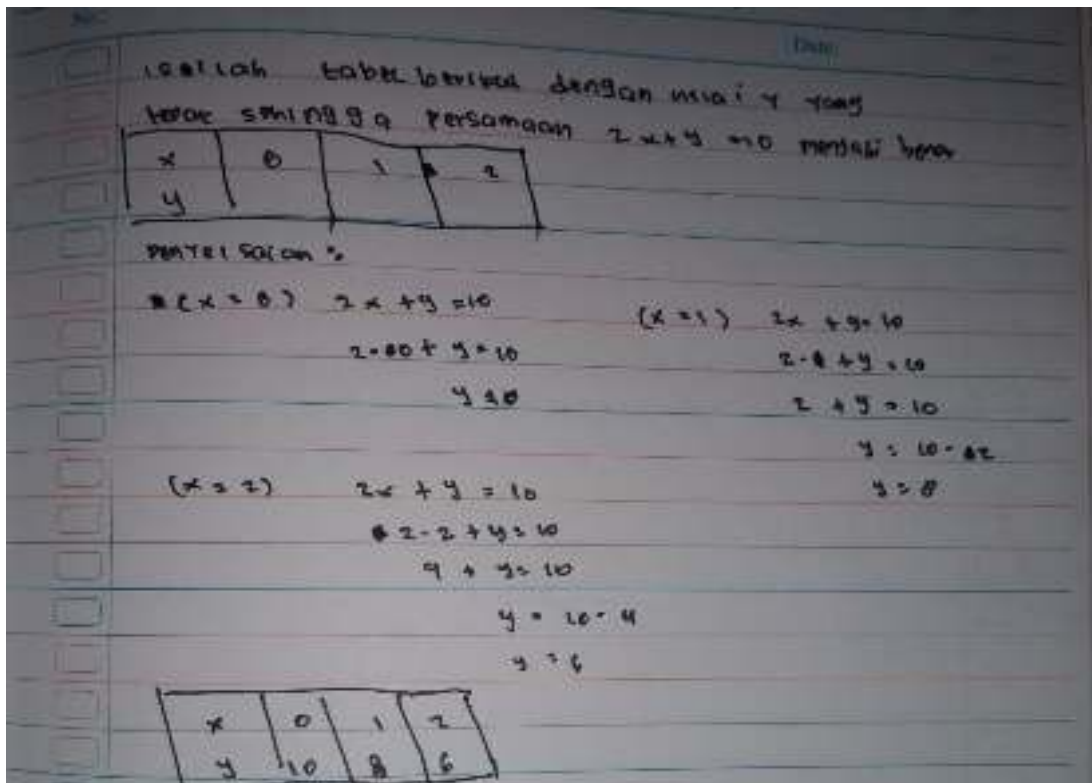 Date:
isilah tabel berikut dengan nilai y yang
tepat sehingga persamaan 2x+y =10 menjadi benar
x 0 1 2
y
penyelsaian :
(x = 0) 2x + y = 10
2 - 0 + y = 10
y = 10
(x = 1) 2x + y = 10
2 - 1 + y = 10
2 + y = 10
y = 10 - 2
y = 8
(x = 2) 2x + y = 10
2 - 2 + y = 10
4 + y = 10
y = 10 - 4
y = 6
x 0 1 2
y 10 8 6